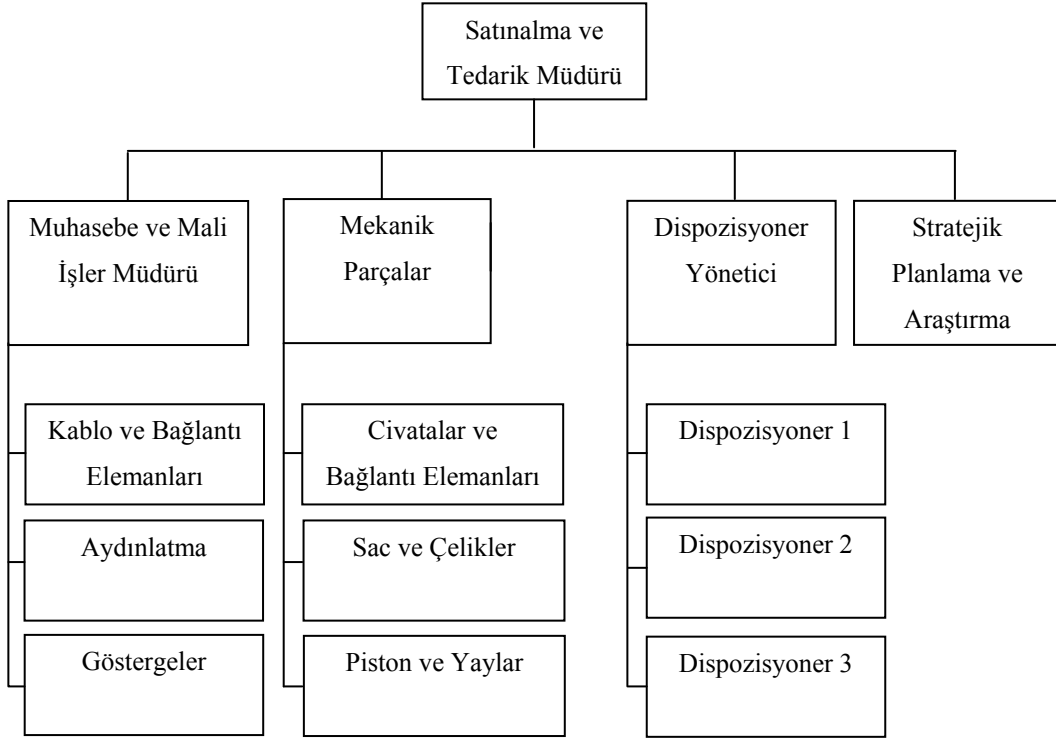 Satınalma ve
Tedarik Müdürü
Muhasebe ve Mali
İşler Müdürü
Mekanik
Parçalar
Dispozisyoner
Yönetici
Stratejik
Planlama ve
Araştırma
Kablo ve Bağlantı
Elemanları
Civatalar ve
Bağlantı Elemanları
Dispozisyoner 1
Aydınlatma
Sac ve Çelikler
Dispozisyoner 2
Göstergeler
Piston ve Yaylar
Dispozisyoner 3